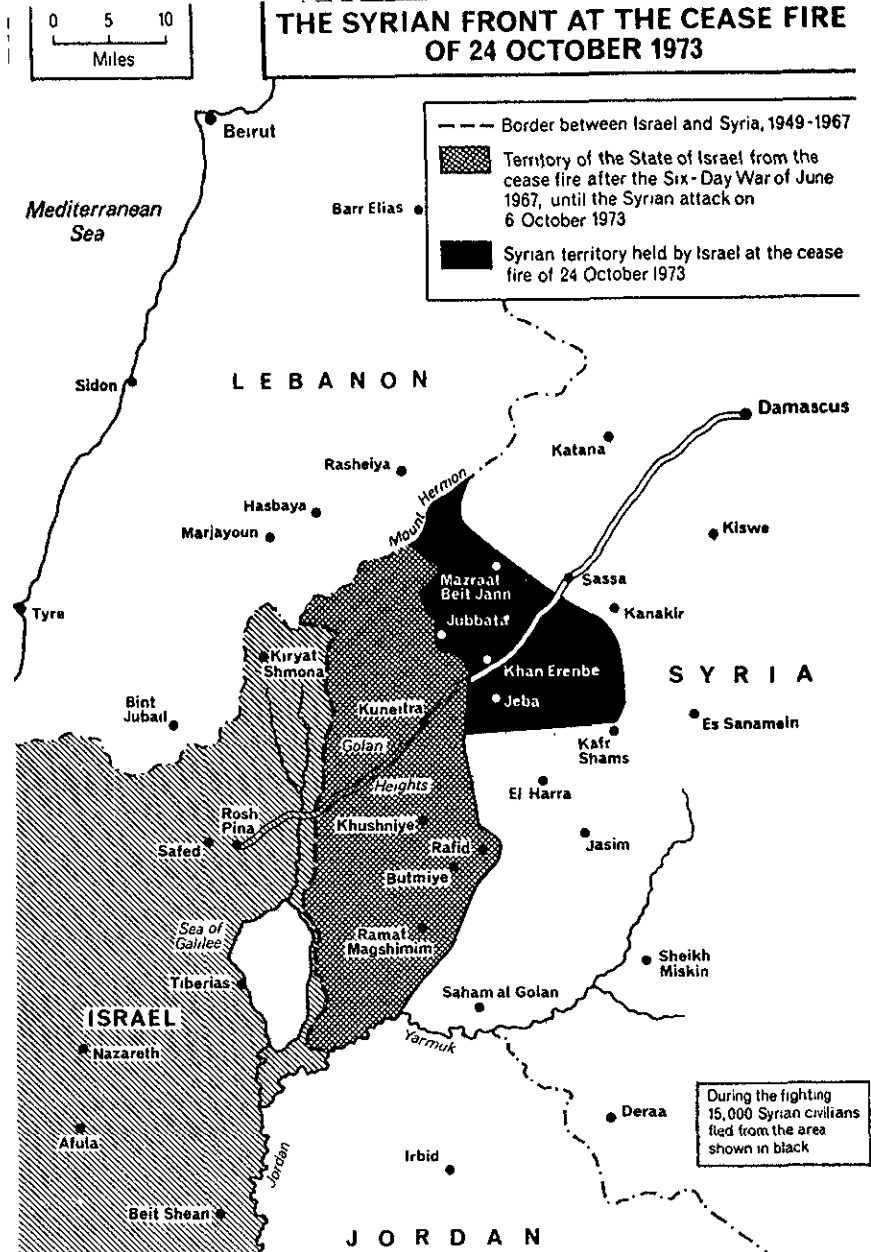 0 5 10
Miles
THE SYRIAN FRONT AT THE CEASE FIRE
OF 24 OCTOBER 1973
Border between Israel and Syria, 1949-1967
Territory of the State of Israel from the
cease fire after the Six-Day War of June
1967, until the Syrian attack on
6 October 1973
Syrian territory held by Israel at the cease
fire of 24 October 1973
Beirut
Mediterranean
Sea
Barr Elias
Sidon
LEBANON
Damascus
Katana
Rasheiya
Mount Hermon
Hasbaya
Marjayoun
Kiswe
Mazraat
Beit Jann
Sassa
Tyre
Jubbata
Kanakir
Kiryat
Shmona
Khan Erenbe
SYRIA
Bint
Jubail
Kuneitra
Jeba
Es Sanamein
Golan
Heights
Kafr
Shams
El Harra
Rosh
Pina
Khushniye
Safed
Rafid
Jasim
Butmiye
Sea of
Galilee
Ramat
Magshimim
Tiberias
Sheikh
Miskin
Saham al Golan
ISRAEL
Yarmuk
Nazareth
During the fighting
15,000 Syrian civilians
fled from the area
shown in black
Deraa
Afula
Jordan
Irbid
Beit Shean
JORDAN